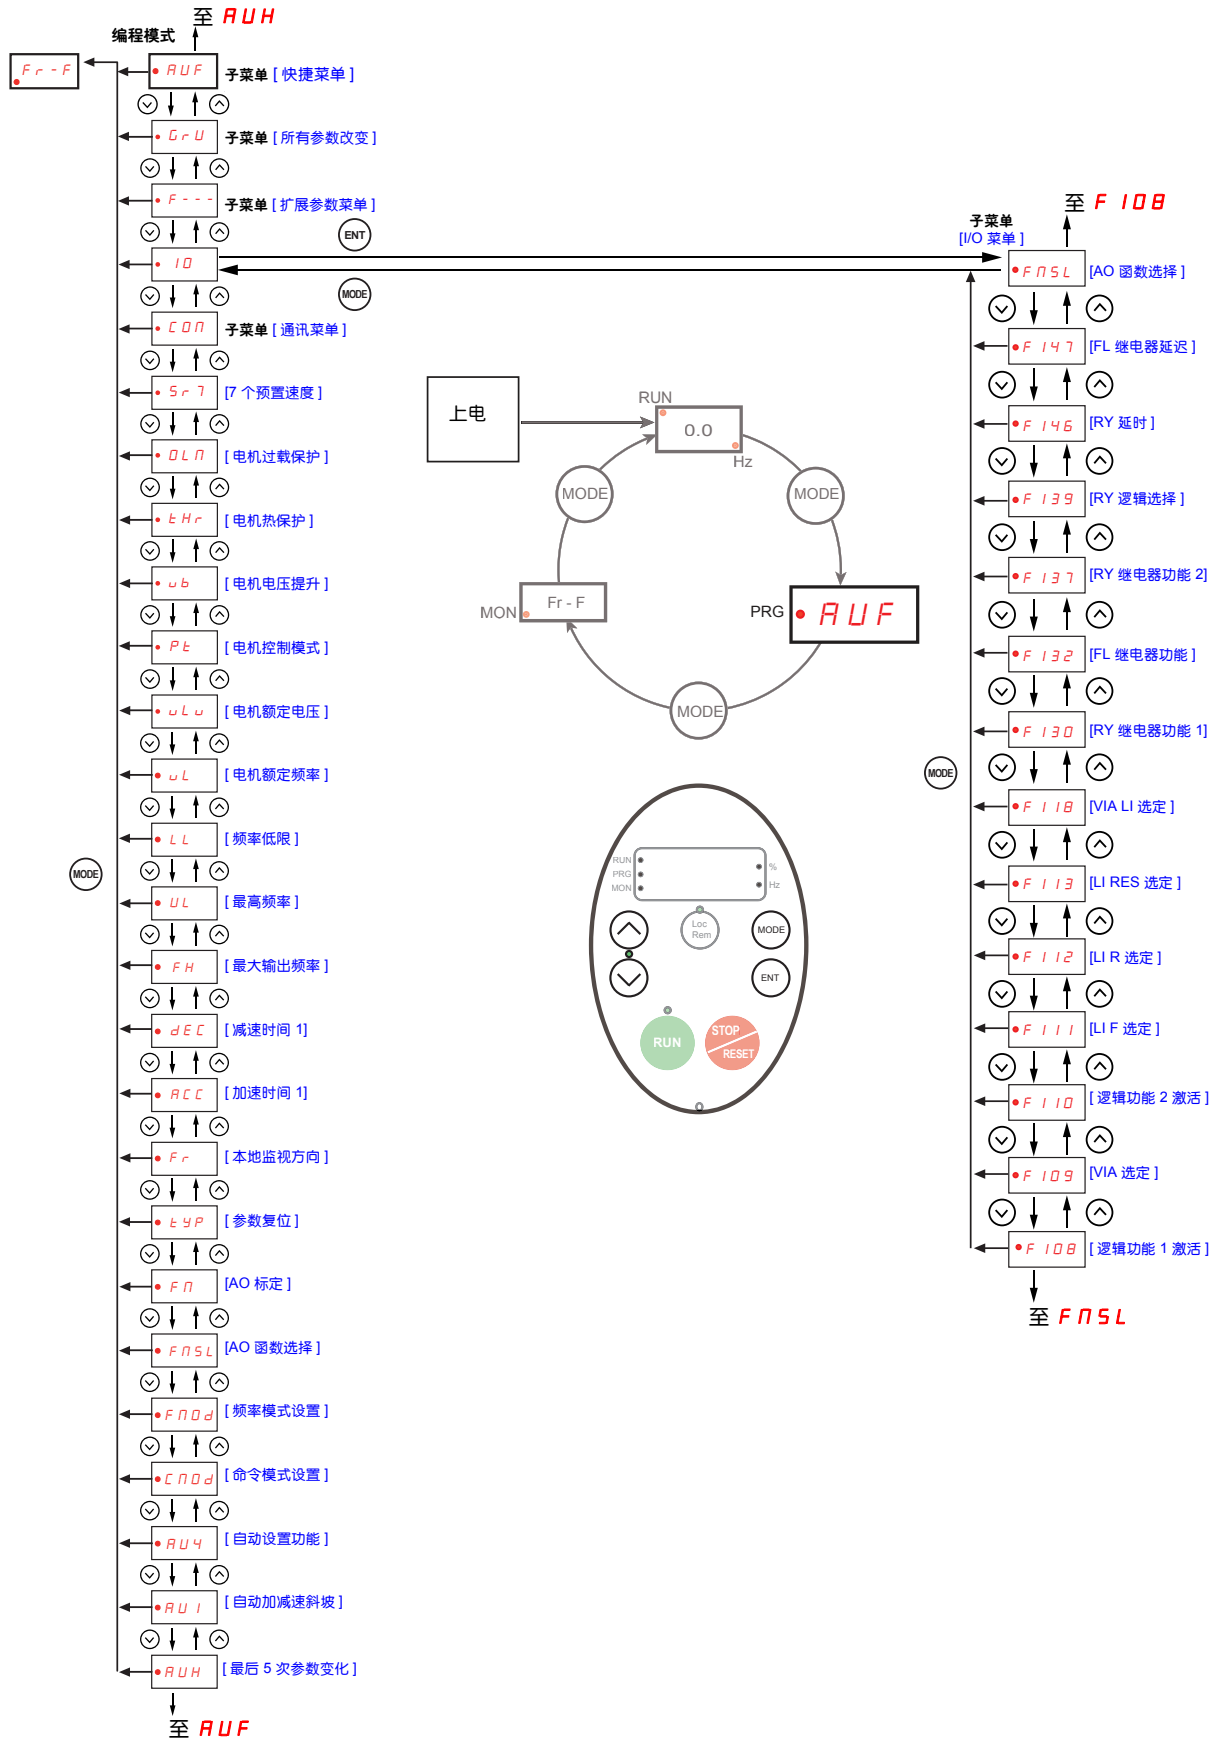 至 AUH
编程模式
Fr-F
AUF 子菜单 [ 快捷菜单 ]
GrU 子菜单 [ 所有参数改变 ]
F--- 子菜单 [ 扩展参数菜单 ]
ENT
IO
MODE
COM 子菜单 [ 通讯菜单 ]
Sr7 [7 个预置速度 ]
OLM [ 电机过载保护 ]
tHr [ 电机热保护 ]
ub [ 电机电压提升 ]
Pt [ 电机控制模式 ]
uLu [ 电机额定电压 ]
uL [ 电机额定频率 ]
LL [ 频率低限 ]
MODE
UL [ 最高频率 ]
FH [ 最大输出频率 ]
dEC [ 减速时间 1]
ACC [ 加速时间 1]
Fr [ 本地监视方向 ]
tYP [ 参数复位 ]
FM [AO 标定 ]
FMSL [AO 函数选择 ]
FMOd [ 频率模式设置 ]
CMOd [ 命令模式设置 ]
AU4 [ 自动设置功能 ]
AU1 [ 自动加减速斜坡 ]
AUH [ 最后 5 次参数变化 ]
至 AUF
上电
RUN
0.0
Hz
MODE
MODE
MON
Fr - F
PRG
AUF
MODE
RUN
PRG
MON
%
Hz
Loc
Rem
MODE
ENT
RUN
STOP
RESET
至 F 108
子菜单
[I/O 菜单 ]
FMSL [AO 函数选择 ]
F 147 [FL 继电器延迟 ]
F 146 [RY 延时 ]
F 139 [RY 逻辑选择 ]
F 137 [RY 继电器功能 2]
F 132 [FL 继电器功能 ]
F 130 [RY 继电器功能 1]
MODE
F 118 [VIA LI 选定 ]
F 113 [LI RES 选定 ]
F 112 [LI R 选定 ]
F 111 [LI F 选定 ]
F 110 [ 逻辑功能 2 激活 ]
F 109 [VIA 选定 ]
F 108 [ 逻辑功能 1 激活 ]
至 FMSL